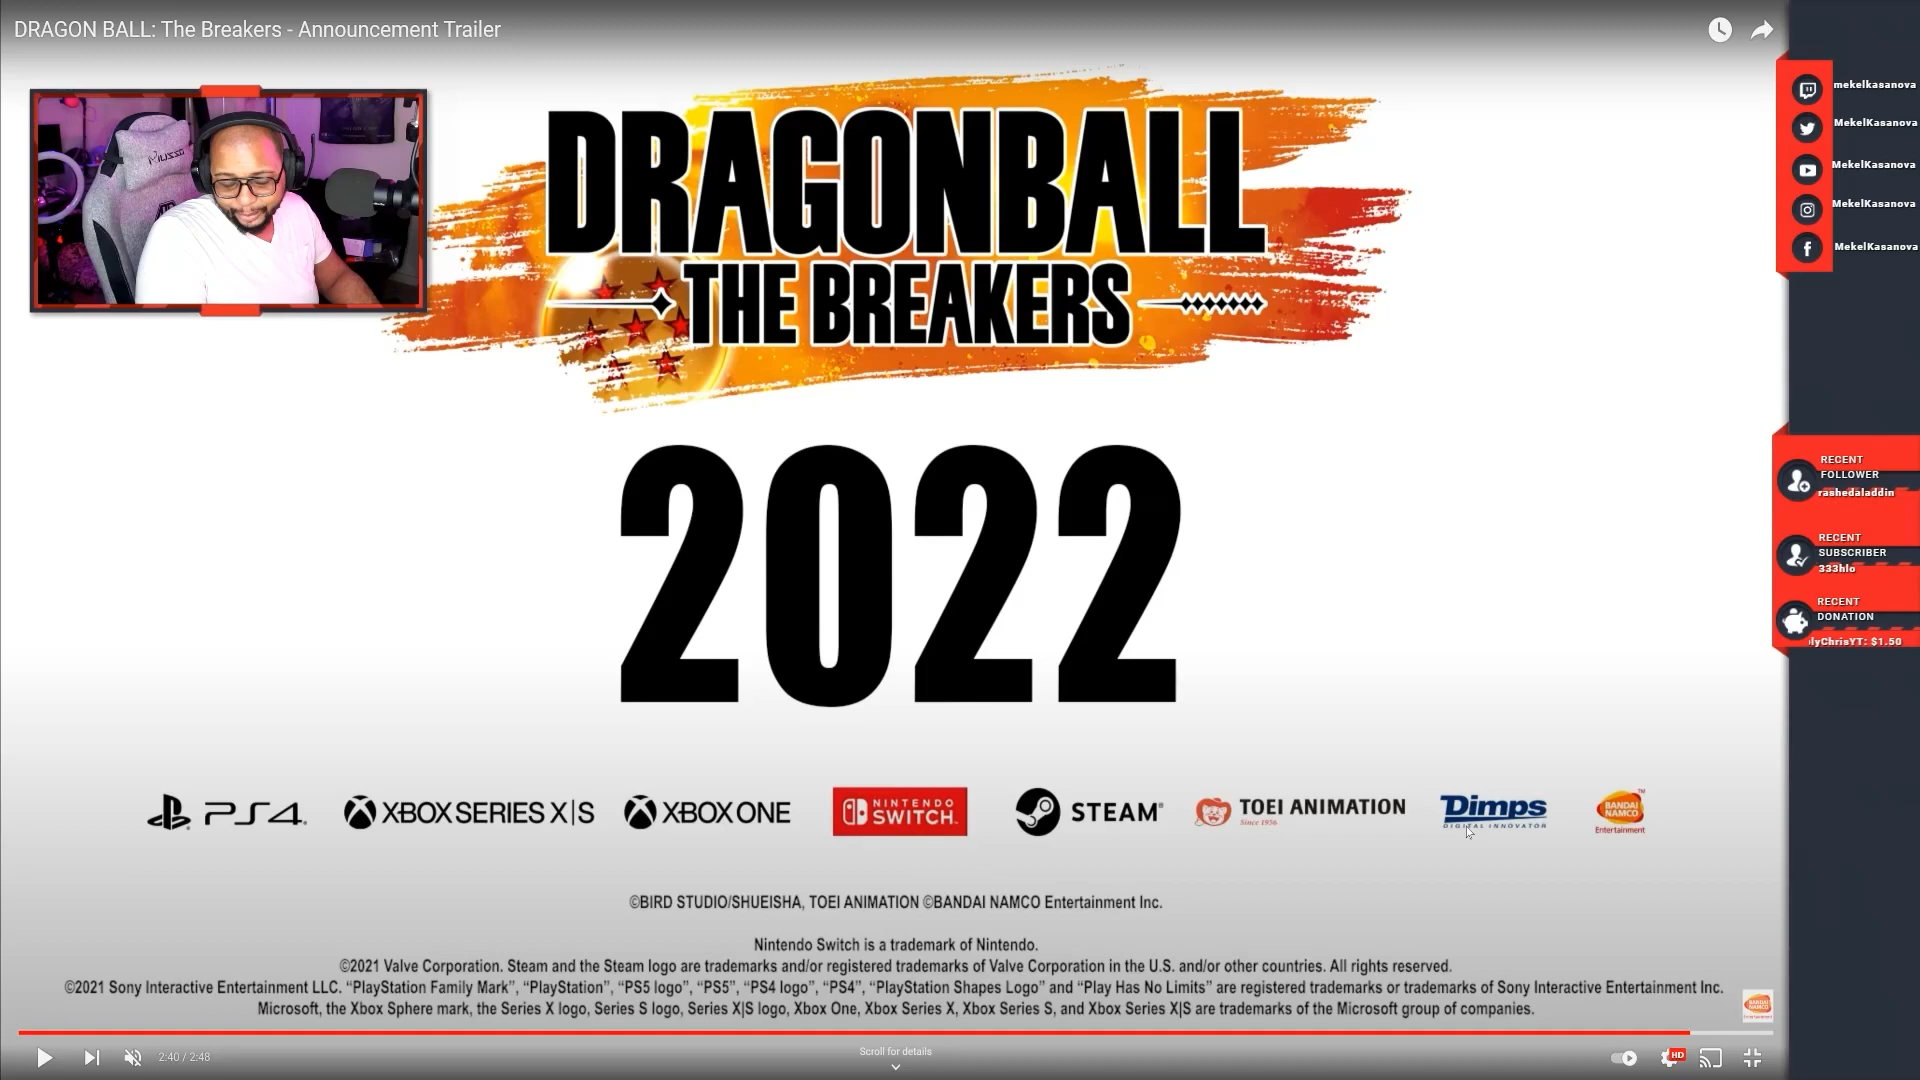 DRAGON BALL: The Breakers - Announcement Trailer
mekelkasanova
MekelKasanova
MekelKasanova
MekelKasanova
MekelKasanova
DRAGONBALL
THE BREAKERS
2022
RECENT
FOLLOWER
rashedaladdin
RECENT
SUBSCRIBER
333hlo
RECENT
DONATION
lyChrisYT: $1.50
PS4 XBOX SERIES X|S XBOX ONE NINTENDO SWITCH STEAM TOEI ANIMATION Since 1956 Dimps DIGITAL INNOVATOR BANDAI NAMCO Entertainment
©BIRD STUDIO/SHUEISHA, TOEI ANIMATION ©BANDAI NAMCO Entertainment Inc.
Nintendo Switch is a trademark of Nintendo.
©2021 Valve Corporation. Steam and the Steam logo are trademarks and/or registered trademarks of Valve Corporation in the U.S. and/or other countries. All rights reserved.
©2021 Sony Interactive Entertainment LLC. “PlayStation Family Mark”, “PlayStation”, “PS5 logo”, “PS5”, “PS4 logo”, “PS4”, “PlayStation Shapes Logo” and “Play Has No Limits” are registered trademarks or trademarks of Sony Interactive Entertainment Inc.
Microsoft, the Xbox Sphere mark, the Series X logo, Series S logo, Series X|S logo, Xbox One, Xbox Series X, Xbox Series S, and Xbox Series X|S are trademarks of the Microsoft group of companies.
BANDAI NAMCO
2:40 / 2:48
Scroll for details
HD